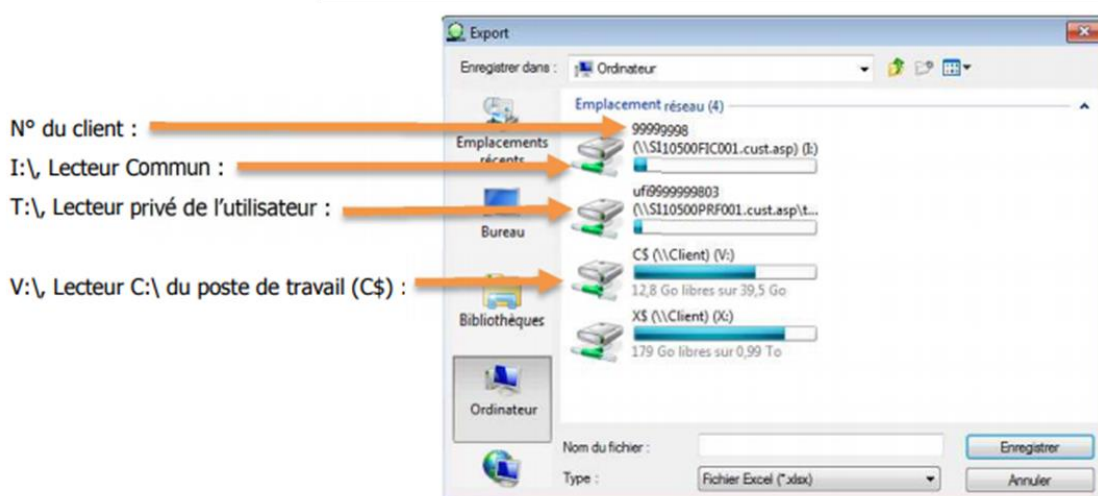 Export
Enregistrer dans :
Ordinateur
N° du client :
I:\, Lecteur Commun :
T:\, Lecteur privé de l'utilisateur :
V:\, Lecteur C:\ du poste de travail (C$) :
Emplacements
récents
Bureau
Bibliothèques
Ordinateur
Emplacement réseau (4)
99999998
(\\SI10500FIC001.cust.asp) (I:)
ufi9999999803
(\\SI10500PRF001.cust.asp\t...
C$ (\\Client) (V:)
12,8 Go libres sur 39,5 Go
X$ (\\Client) (X:)
179 Go libres sur 0,99 To
Nom du fichier :
Enregistrer
Type :
Fichier Excel (*.xlsx)
Annuler